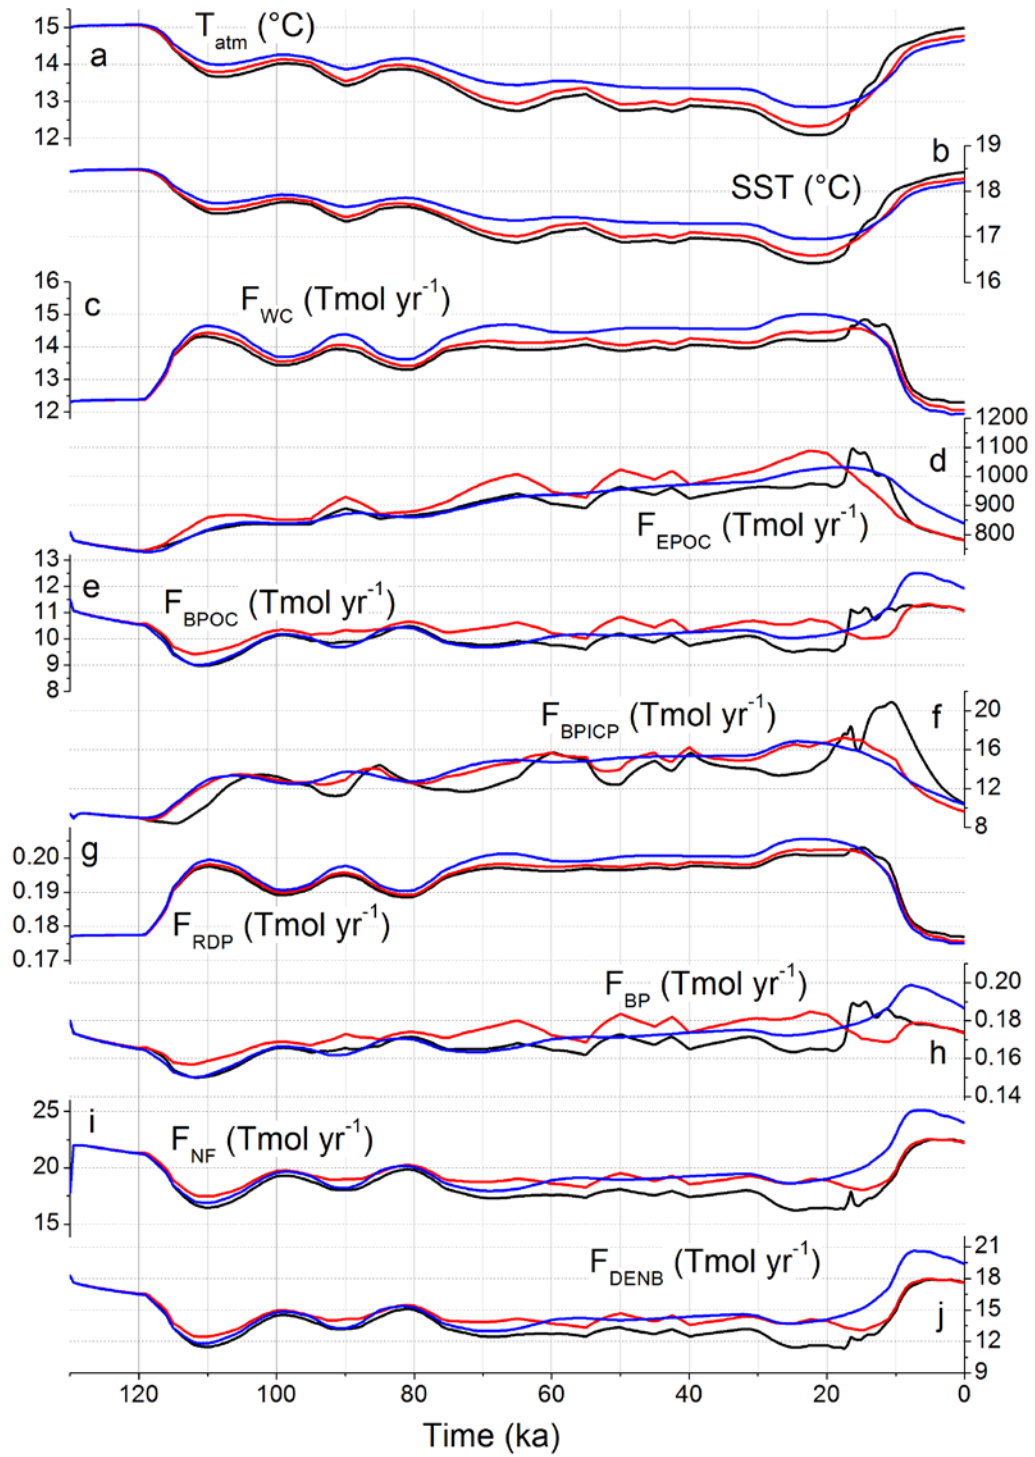 15
14
13
12
a
T_atm (°C)
19
18
17
16
b
SST (°C)
16
15
14
13
12
c
F_WC (Tmol yr⁻¹)
1200
1100
1000
900
800
d
F_EPOC (Tmol yr⁻¹)
13
12
11
10
9
8
e
F_BPOC (Tmol yr⁻¹)
20
16
12
8
f
F_BPICP (Tmol yr⁻¹)
0.20
0.19
0.18
0.17
g
F_RDP (Tmol yr⁻¹)
0.20
0.18
0.16
0.14
h
F_BP (Tmol yr⁻¹)
25
20
15
i
F_NF (Tmol yr⁻¹)
21
18
15
12
9
j
F_DENB (Tmol yr⁻¹)
120 100 80 60 40 20 0
Time (ka)